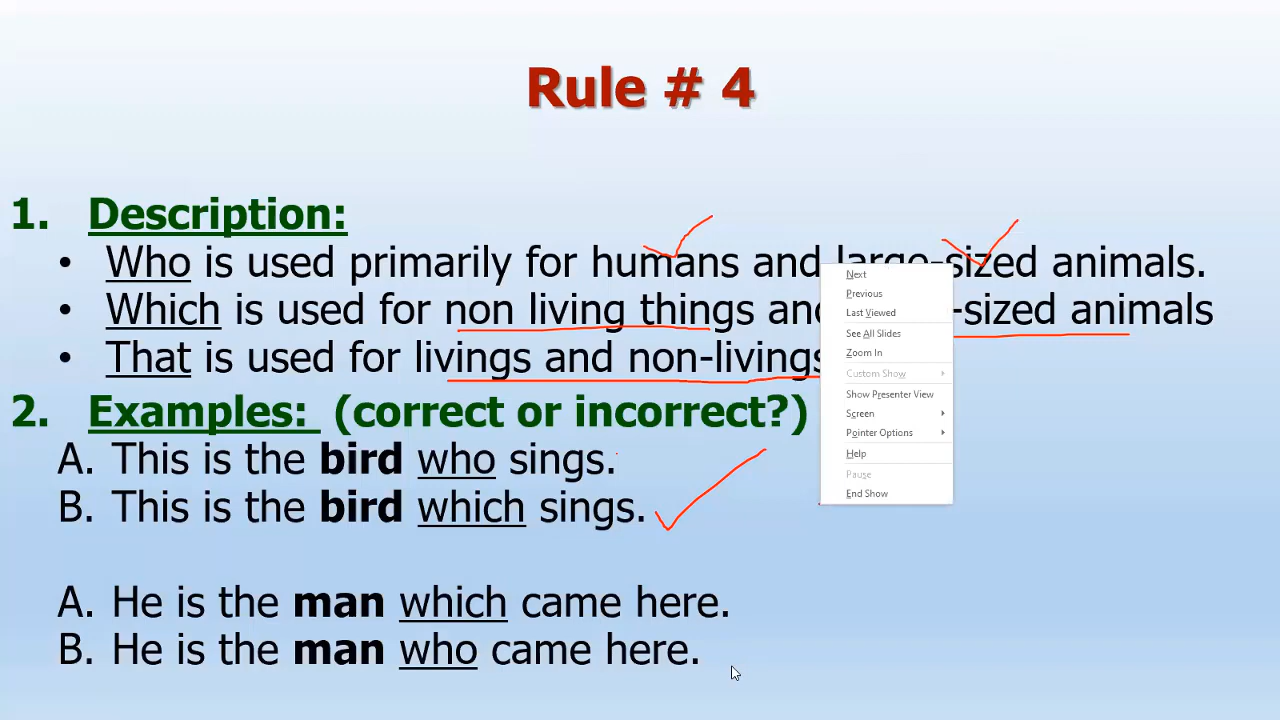 Rule # 4
1. Description:
• Who is used primarily for humans and large-sized animals.
• Which is used for non living things and -sized animals
• That is used for livings and non-livings
2. Examples: (correct or incorrect?)
A. This is the bird who sings.
B. This is the bird which sings.
A. He is the man which came here.
B. He is the man who came here.
Next
Previous
Last Viewed
See All Slides
Zoom In
Custom Show
Show Presenter View
Screen
Pointer Options
Help
Pause
End Show